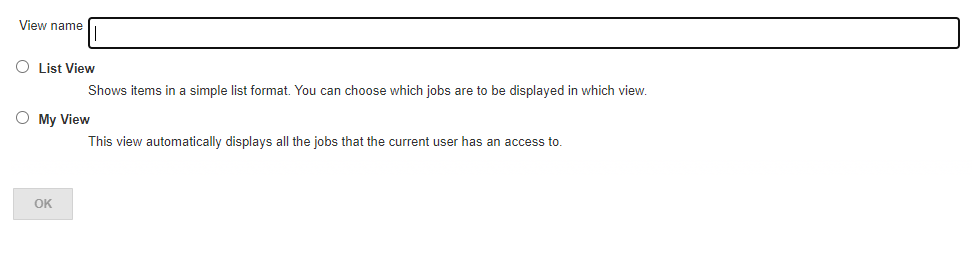 View name
List View
Shows items in a simple list format. You can choose which jobs are to be displayed in which view.
My View
This view automatically displays all the jobs that the current user has an access to.
OK